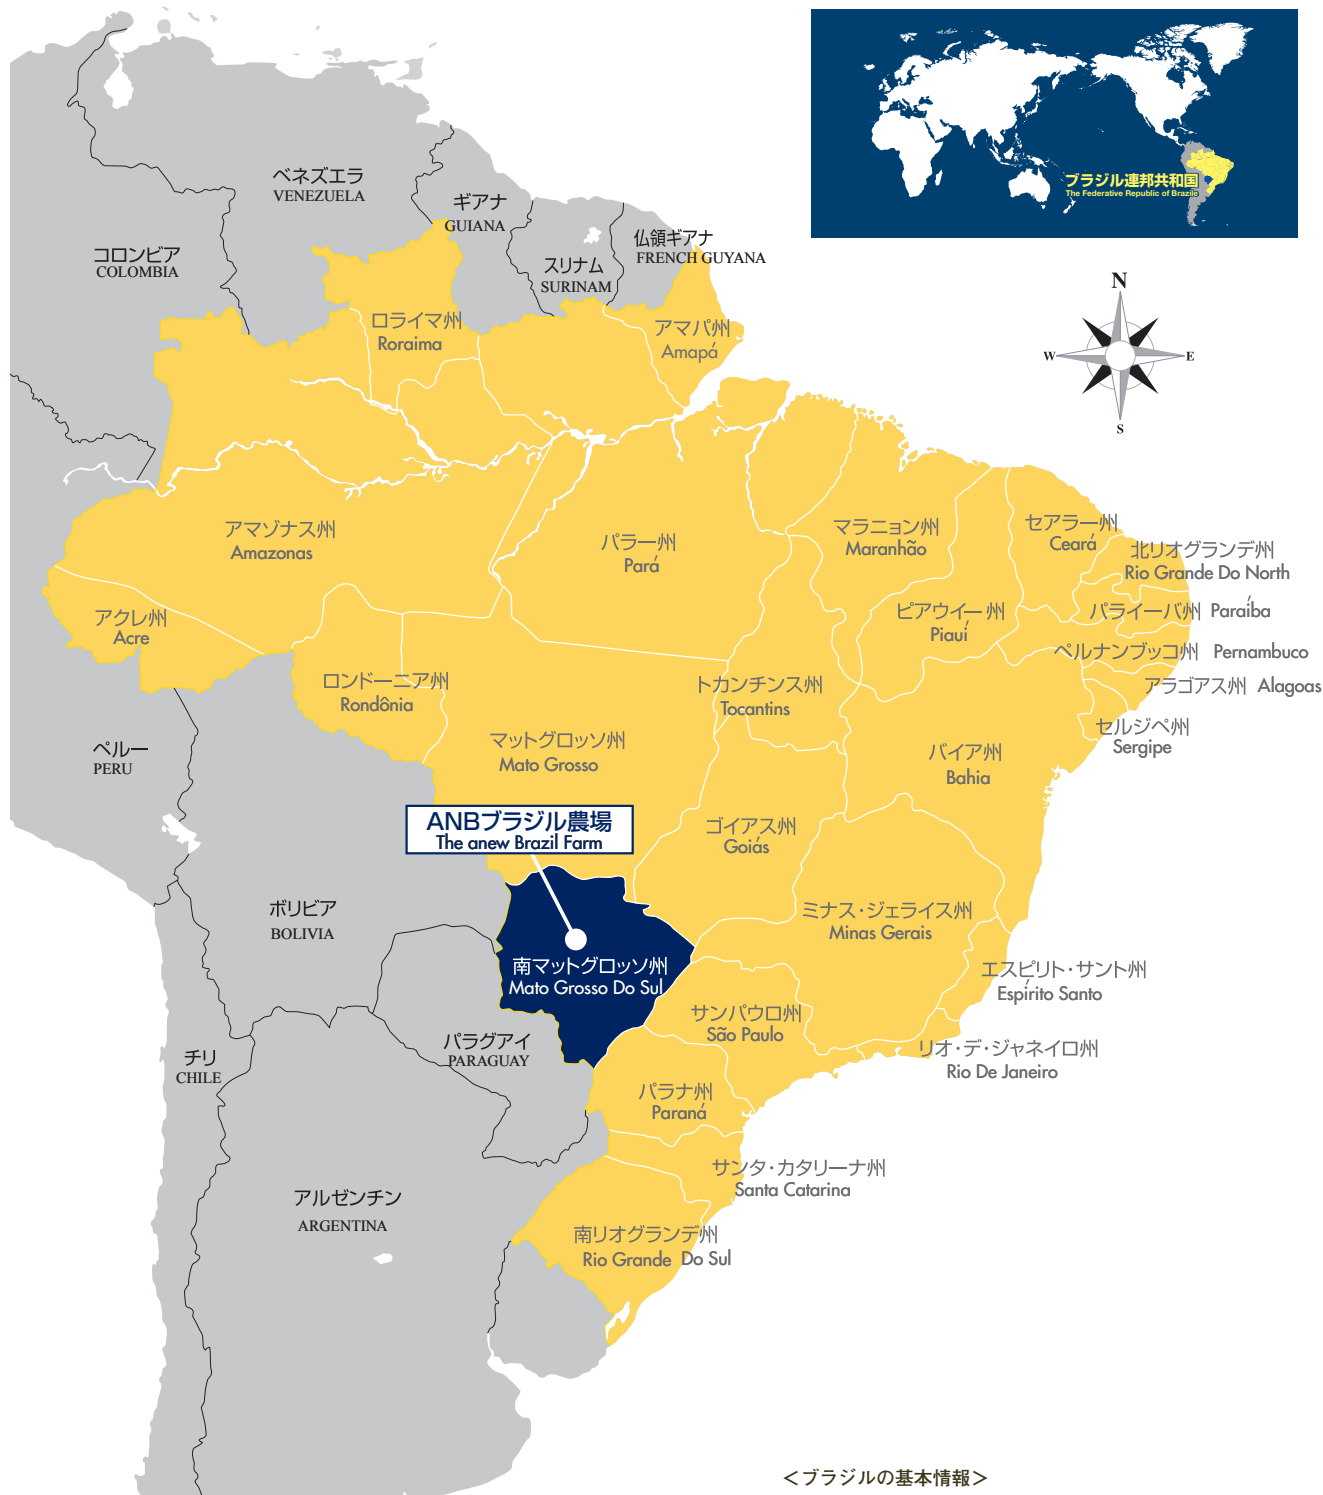 ブラジル連邦共和国
The Federative Republic of Brazile
N
W
E
S
ベネズエラ
VENEZUELA
ギアナ
GUIANA
コロンビア
COLOMBIA
スリナム
SURINAM
仏領ギアナ
FRENCH GUYANA
ロライマ州
Roraima
アマパ州
Amapá
アマゾナス州
Amazonas
パラー州
Pará
マラニョン州
Maranhão
セアラー州
Ceará
北リオグランデ州
Rio Grande Do North
アクレ州
Acre
ピアウイー州
Piauí
パライーバ州 Paraíba
ペルナンブッコ州 Pernambuco
ロンドーニア州
Rondônia
トカンチンス州
Tocantins
アラゴアス州 Alagoas
セルジペ州
Sergipe
ペルー
PERU
マットグロッソ州
Mato Grosso
バイア州
Bahia
ANBブラジル農場
The anew Brazil Farm
ゴイアス州
Goiás
ボリビア
BOLIVIA
ミナス・ジェライス州
Minas Gerais
南マットグロッソ州
Mato Grosso Do Sul
エスピリト・サント州
Espírito Santo
サンパウロ州
São Paulo
チリ
CHILE
パラグアイ
PARAGUAY
リオ・デ・ジャネイロ州
Rio De Janeiro
パラナ州
Paraná
サンタ・カタリーナ州
Santa Catarina
アルゼンチン
ARGENTINA
南リオグランデ州
Rio Grande Do Sul
＜ブラジルの基本情報＞